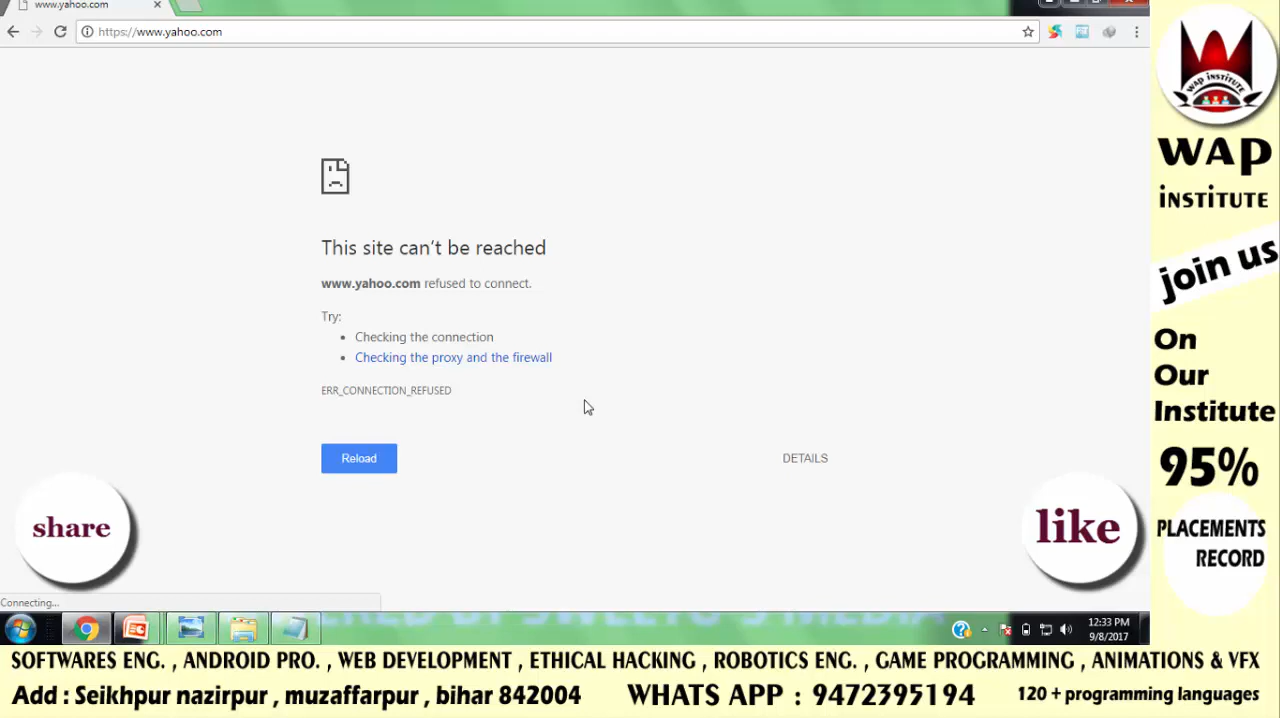 www.yahoo.com
https://www.yahoo.com
This site can't be reached
www.yahoo.com refused to connect.
Try:
• Checking the connection
• Checking the proxy and the firewall
ERR_CONNECTION_REFUSED
Reload
DETAILS
share
like
Connecting...
12:33 PM
9/8/2017
WAP INSTITUTE
WAP
INSTITUTE
join us
On
Our
Institute
95%
PLACEMENTS
RECORD
SOFTWARES ENG. , ANDROID PRO. , WEB DEVELOPMENT , ETHICAL HACKING , ROBOTICS ENG. , GAME PROGRAMMING , ANIMATIONS & VFX
Add : Seikhpur nazirpur , muzaffarpur , bihar 842004
WHATS APP : 9472395194
120 + programming languages